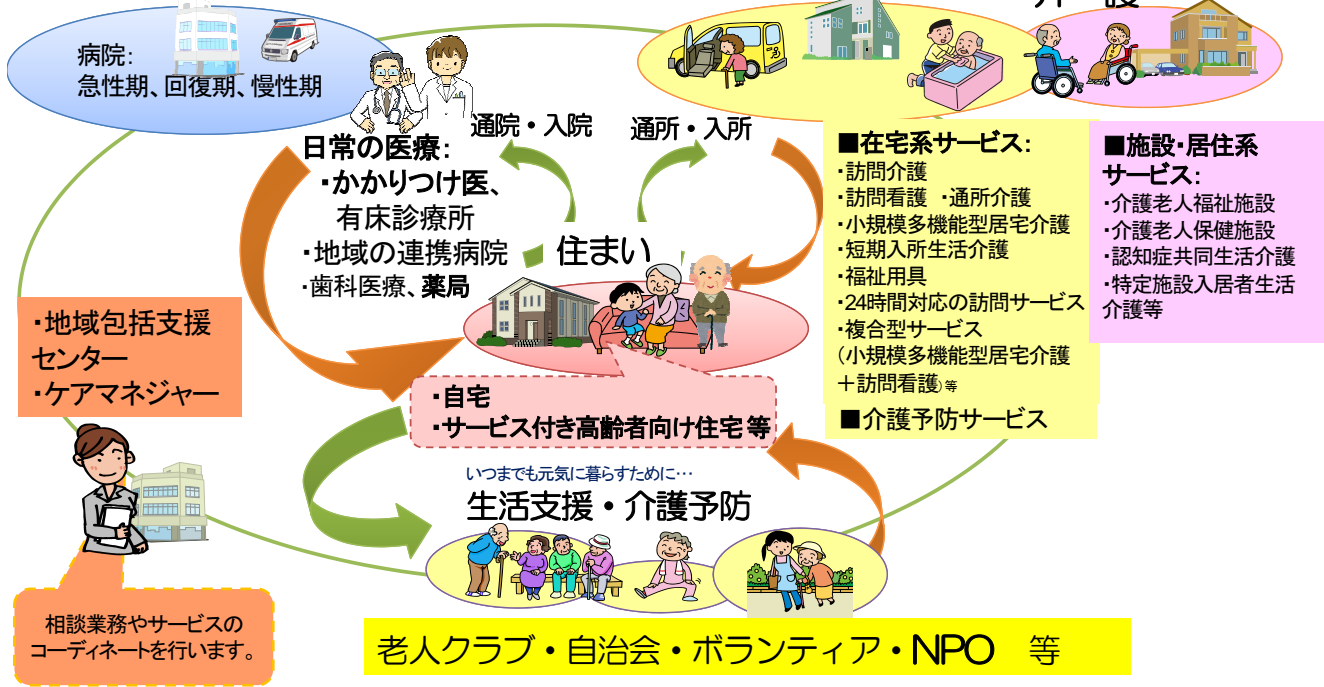 介護
病院:
急性期、回復期、慢性期
日常の医療:
・かかりつけ医、
有床診療所
・地域の連携病院
・歯科医療、薬局
通院・入院
通所・入所
住まい
・自宅
・サービス付き高齢者向け住宅 等
■在宅系サービス:
・訪問介護
・訪問看護 ・通所介護
・小規模多機能型居宅介護
・短期入所生活介護
・福祉用具
・24時間対応の訪問サービス
・複合型サービス
(小規模多機能型居宅介護
+訪問看護)等
■介護予防サービス
■施設・居住系
サービス:
・介護老人福祉施設
・介護老人保健施設
・認知症共同生活介護
・特定施設入居者生活
介護等
・地域包括支援
センター
・ケアマネジャー
相談業務やサービスの
コーディネートを行います。
いつまでも元気に暮らすために…
生活支援・介護予防
老人クラブ・自治会・ボランティア・NPO 等